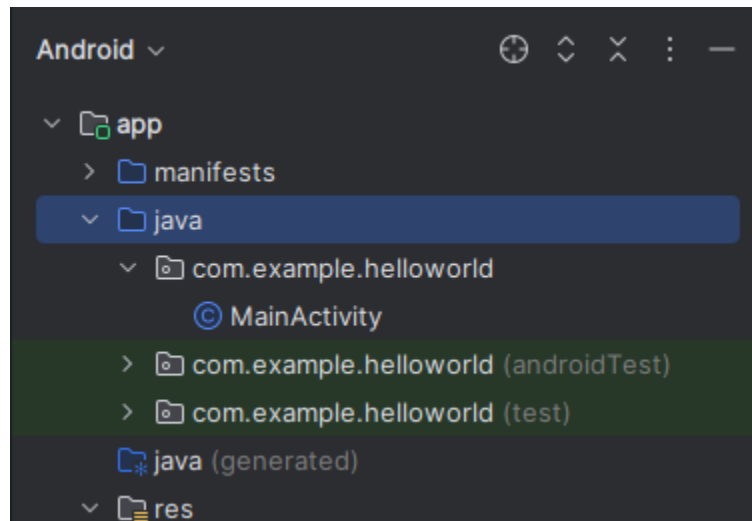 Android
app
manifests
java
com.example.helloworld
C MainActivity
com.example.helloworld (androidTest)
com.example.helloworld (test)
java (generated)
res